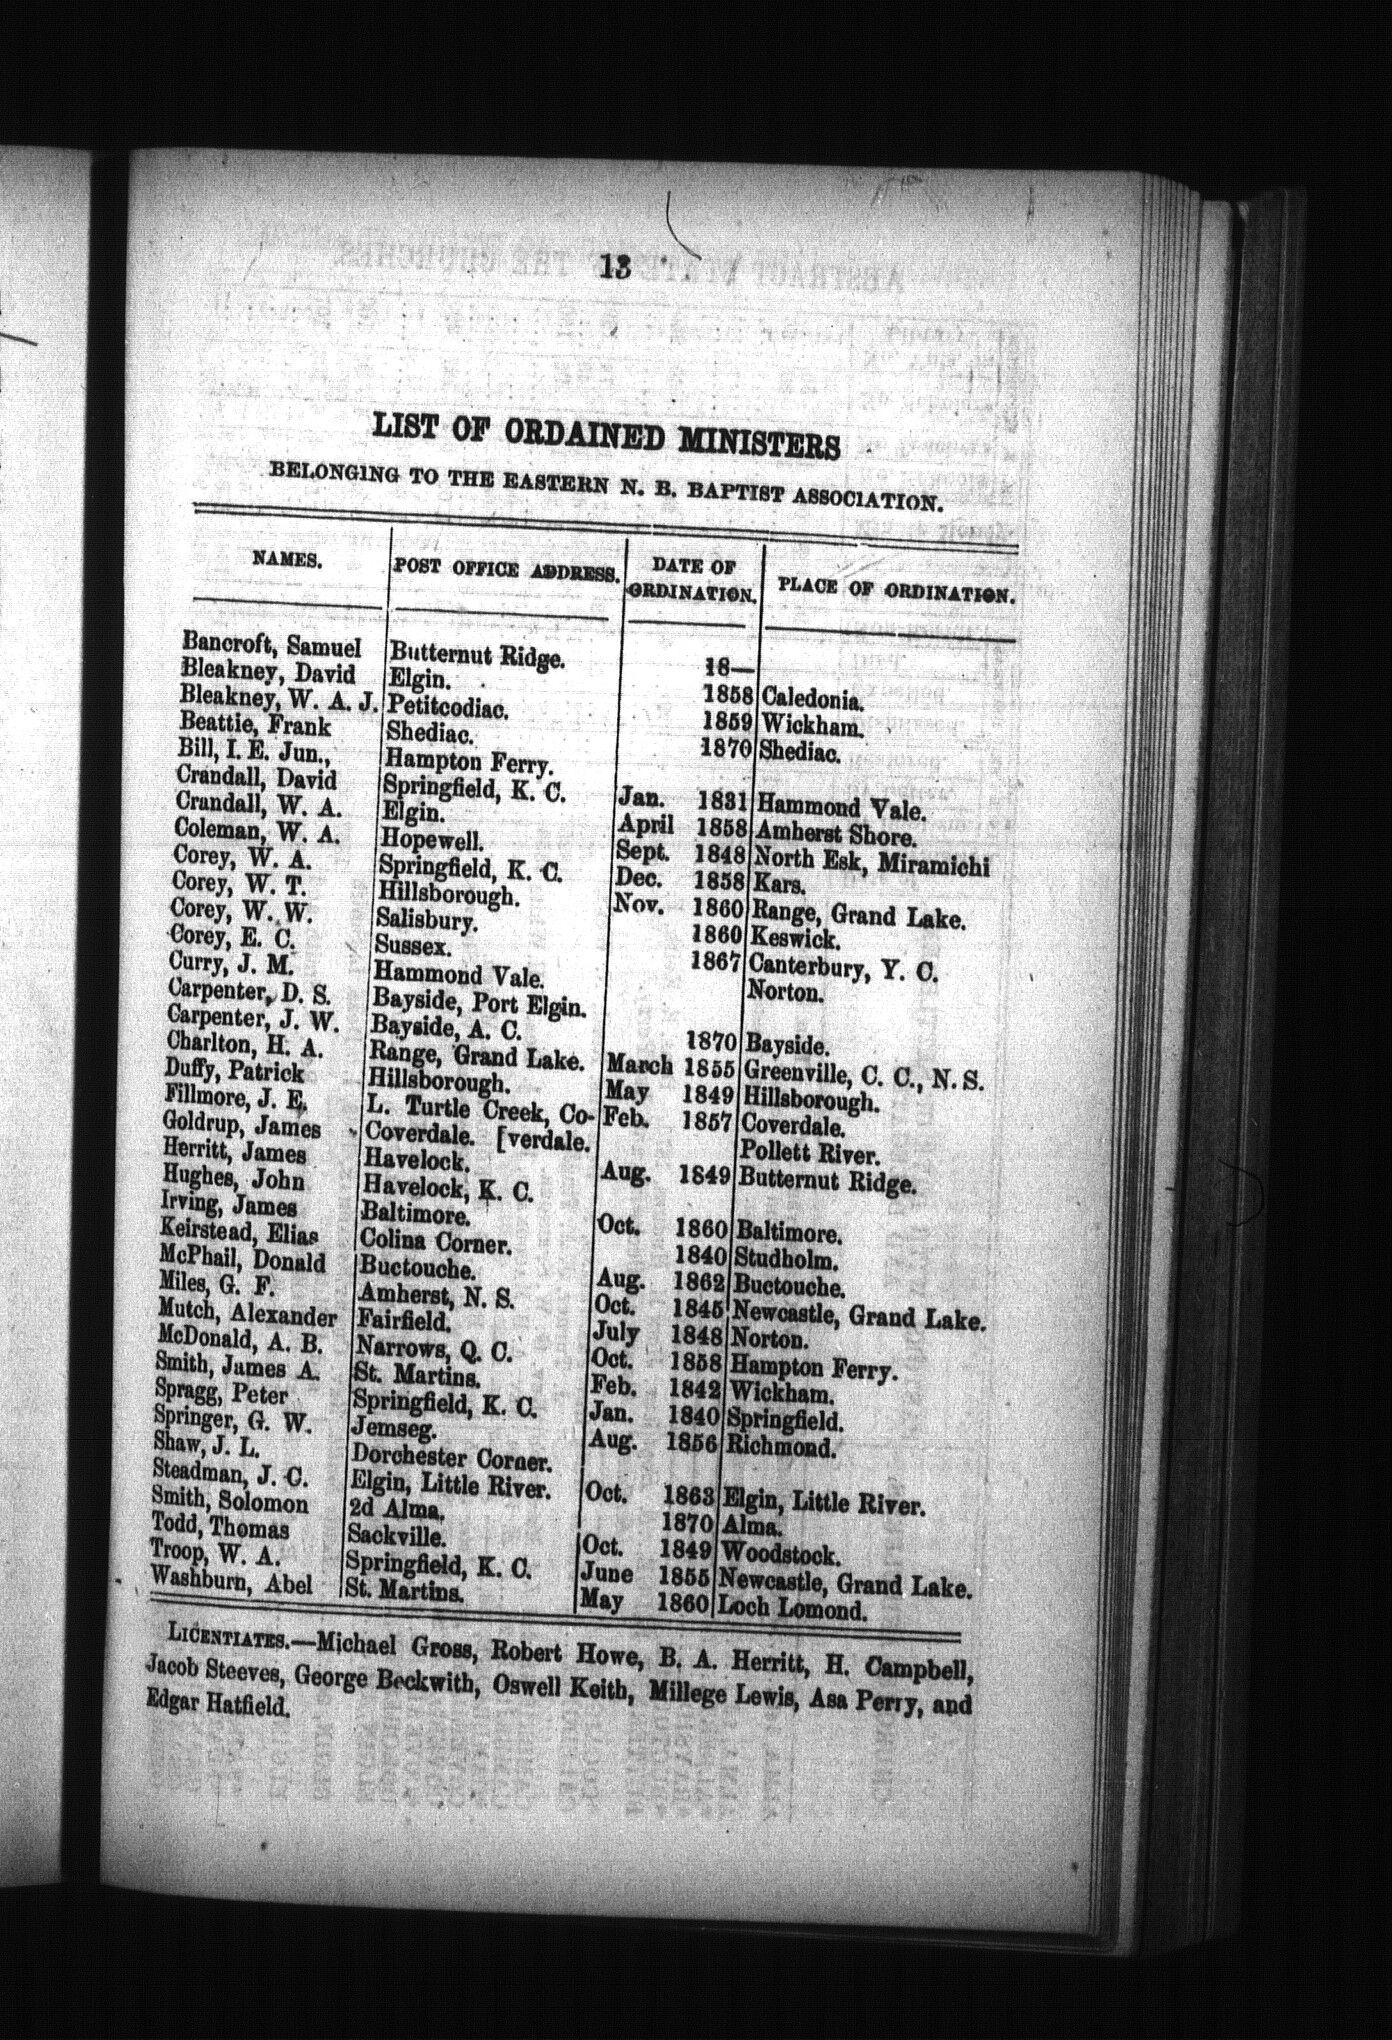 13
LIST OF ORDAINED MINISTERS
BELONGING TO THE EASTERN N. B. BAPTIST ASSOCIATION.
NAMES. POST OFFICE ADDRESS. DATE OF ORDINATION. PLACE OF ORDINATION.
Bancroft, Samuel Butternut Ridge. 18—
Bleakney, David Elgin. 1858 Caledonia.
Bleakney, W. A. J. Petitcodiac. 1859 Wickham.
Beattie, Frank Shediac. 1870 Shediac.
Bill, I. E. Jun., Hampton Ferry.
Crandall, David Springfield, K. C. Jan. 1831 Hammond Vale.
Crandall, W. A. Elgin. April 1858 Amherst Shore.
Coleman, W. A. Hopewell. Sept. 1848 North Esk, Miramichi
Corey, W. A. Springfield, K. C. Dec. 1858 Kars.
Corey, W. T. Hillsborough. Nov. 1860 Range, Grand Lake.
Corey, W. W. Salisbury. 1860 Keswick.
Corey, E. C. Sussex. 1867 Canterbury, Y. C.
Curry, J. M. Hammond Vale. Norton.
Carpenter, D. S. Bayside, Port Elgin.
Carpenter, J. W. Bayside, A. C. 1870 Bayside.
Charlton, H. A. Range, Grand Lake. March 1855 Greenville, C. C., N. S.
Duffy, Patrick Hillsborough. May 1849 Hillsborough.
Fillmore, J. E. L. Turtle Creek, Co- Feb. 1857 Coverdale.
Goldrup, James Coverdale. [verdale. Pollett River.
Herritt, James Havelock. Aug. 1849 Butternut Ridge.
Hughes, John Havelock, K. C.
Irving, James Baltimore. Oct. 1860 Baltimore.
Keirstead, Elias Colina Corner. 1840 Studholm.
McPhail, Donald Buctouche. Aug. 1862 Buctouche.
Miles, G. F. Amherst, N. S. Oct. 1845 Newcastle, Grand Lake.
Mutch, Alexander Fairfield. July 1848 Norton.
McDonald, A. B. Narrows, Q. C. Oct. 1858 Hampton Ferry.
Smith, James A. St. Martins. Feb. 1842 Wickham.
Spragg, Peter Springfield, K. C. Jan. 1840 Springfield.
Springer, G. W. Jemseg. Aug. 1856 Richmond.
Shaw, J. L. Dorchester Corner.
Steadman, J. C. Elgin, Little River. Oct. 1863 Elgin, Little River.
Smith, Solomon 2d Alma. 1870 Alma.
Todd, Thomas Sackville. Oct. 1849 Woodstock.
Troop, W. A. Springfield, K. C. June 1855 Newcastle, Grand Lake.
Washburn, Abel St. Martins. May 1860 Loch Lomond.
LICENTIATES.—Michael Gross, Robert Howe, B. A. Herritt, H. Campbell,
Jacob Steeves, George Beckwith, Oswell Keith, Millege Lewis, Asa Perry, and
Edgar Hatfield.